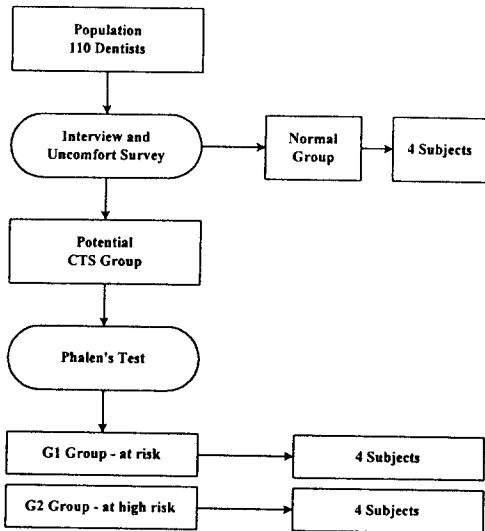 Population
110 Dentists
Interview and
Uncomfort Survey
Normal
Group
4 Subjects
Potential
CTS Group
Phalen's Test
G1 Group - at risk
4 Subjects
G2 Group - at high risk
4 Subjects